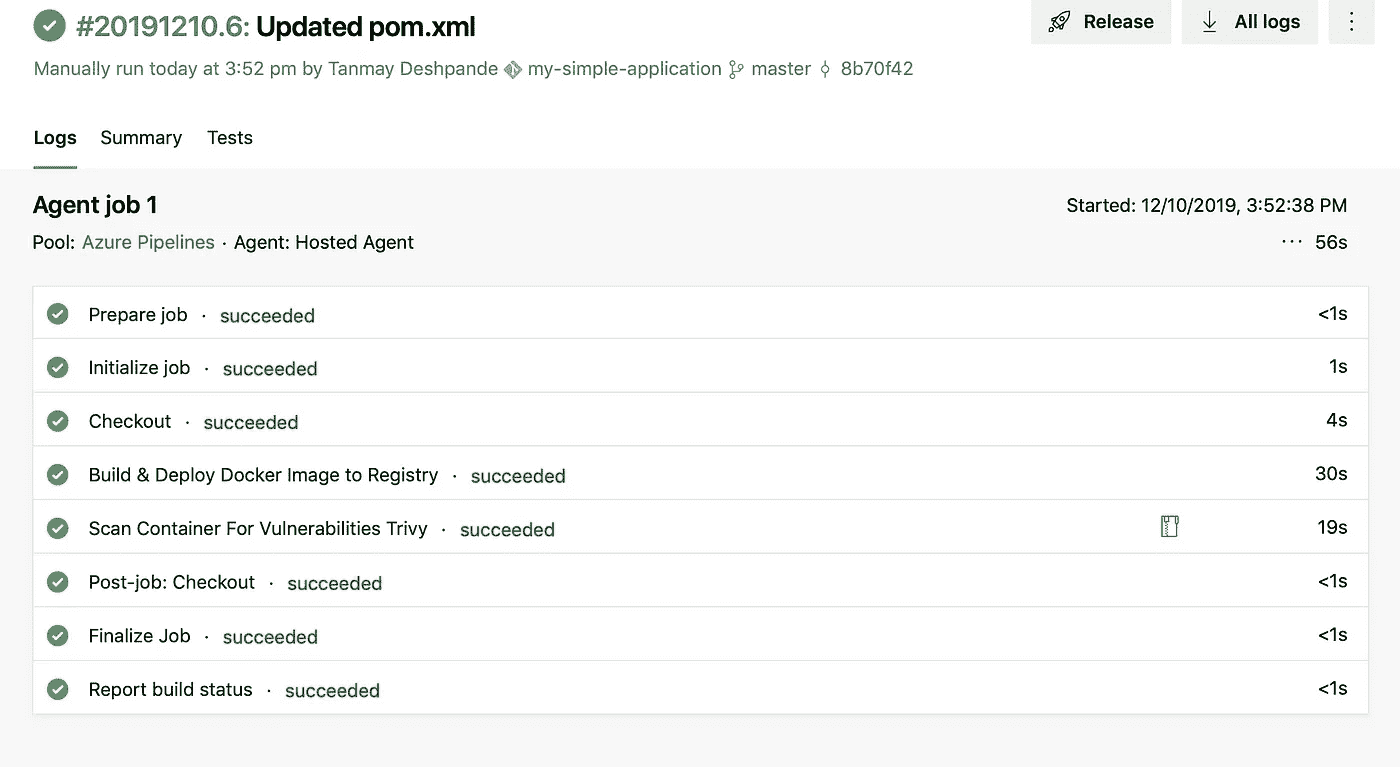 #20191210.6: Updated pom.xml
Release
All logs
Manually run today at 3:52 pm by Tanmay Deshpande my-simple-application master 8b70f42
Logs Summary Tests
Agent job 1
Started: 12/10/2019, 3:52:38 PM
Pool: Azure Pipelines · Agent: Hosted Agent
··· 56s
Prepare job · succeeded <1s
Initialize job · succeeded 1s
Checkout · succeeded 4s
Build & Deploy Docker Image to Registry · succeeded 30s
Scan Container For Vulnerabilities Trivy · succeeded 19s
Post-job: Checkout · succeeded <1s
Finalize Job · succeeded <1s
Report build status · succeeded <1s